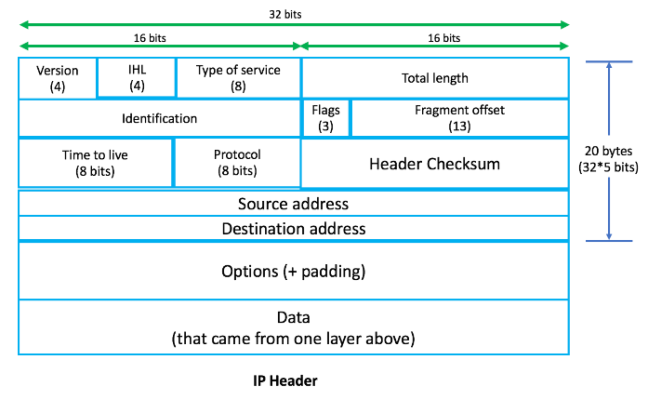 32 bits
16 bits
16 bits
Version
(4)
IHL
(4)
Type of service
(8)
Total length
Identification
Flags
(3)
Fragment offset
(13)
Time to live
(8 bits)
Protocol
(8 bits)
Header Checksum
20 bytes
(32*5 bits)
Source address
Destination address
Options (+ padding)
Data
(that came from one layer above)
IP Header